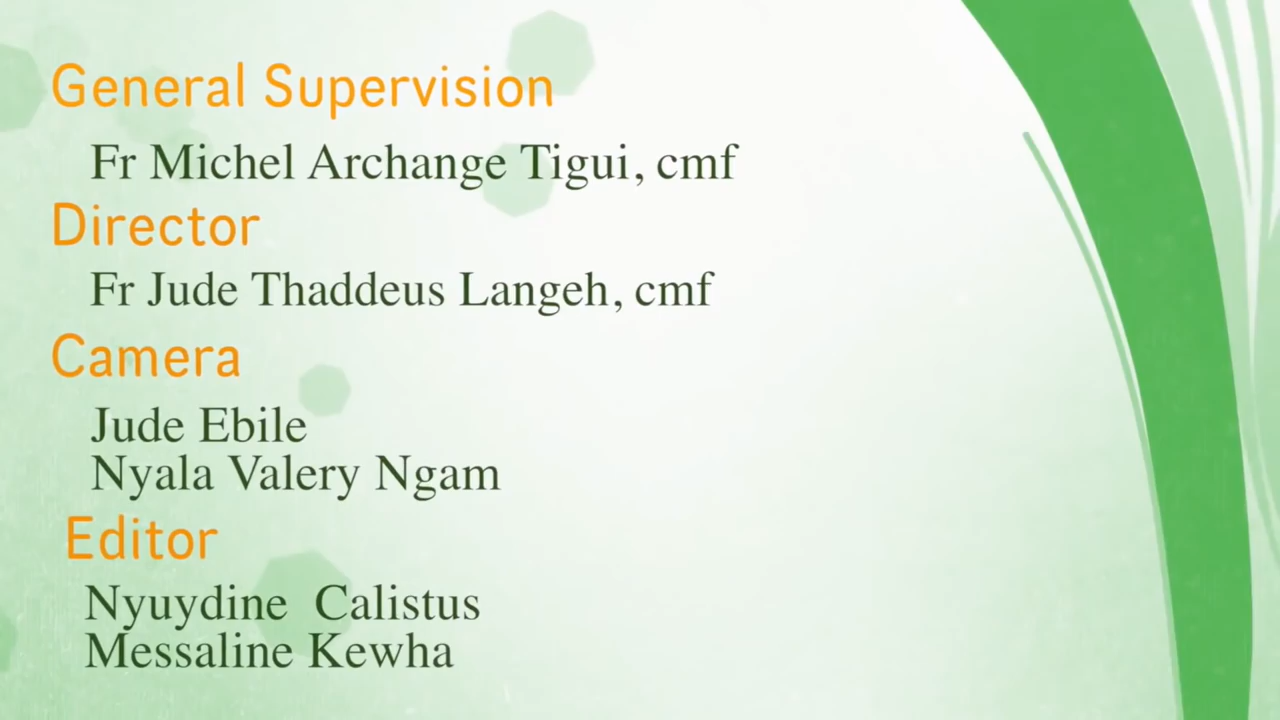 General Supervision
Fr Michel Archange Tigui, cmf
Director
Fr Jude Thaddeus Langeh, cmf
Camera
Jude Ebile
Nyala Valery Ngam
Editor
Nyuydine  Calistus
Messaline Kewha